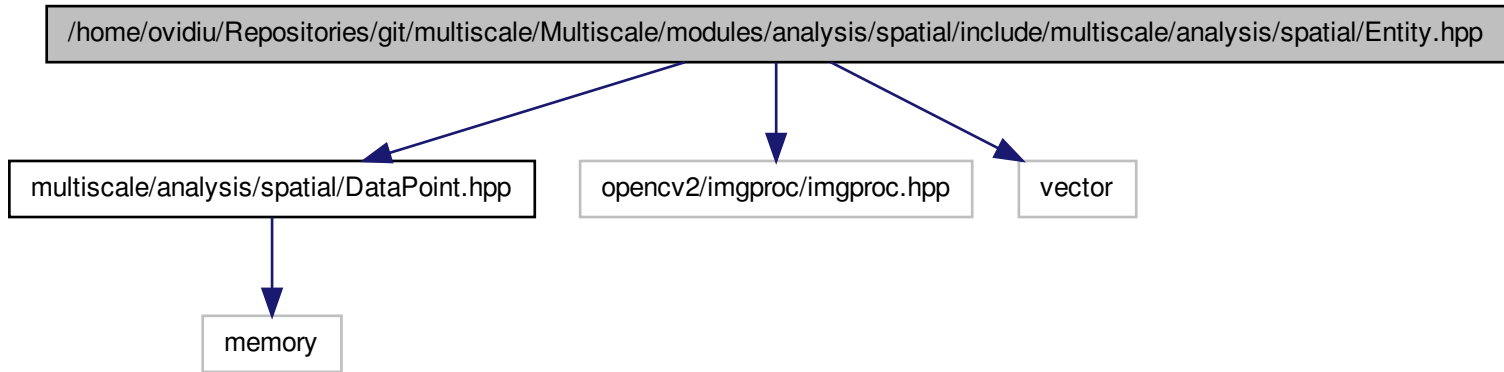 /home/ovidiu/Repositories/git/multiscale/Multiscale/modules/analysis/spatial/include/multiscale/analysis/spatial/Entity.hpp
multiscale/analysis/spatial/DataPoint.hpp
opencv2/imgproc/imgproc.hpp
vector
memory